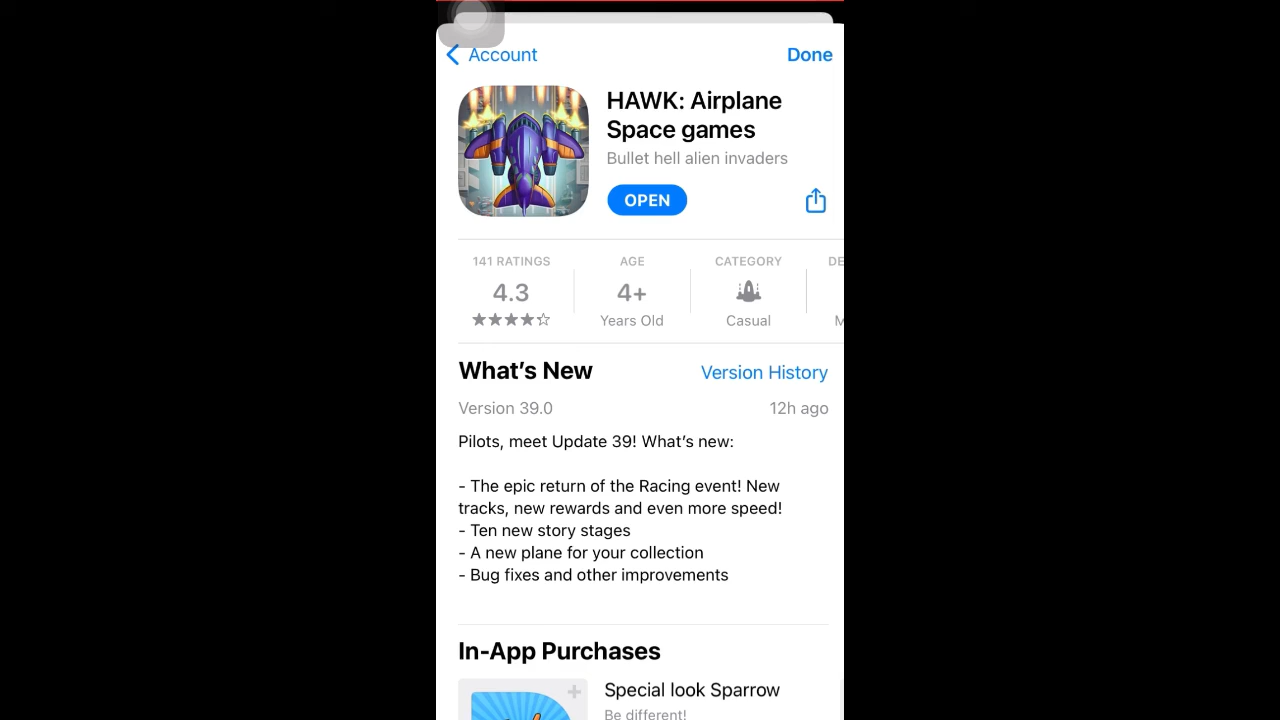 Account
Done
HAWK: Airplane
Space games
Bullet hell alien invaders
OPEN
141 RATINGS
4.3
AGE
4+
Years Old
CATEGORY
Casual
DE
M
What's New
Version History
Version 39.0
12h ago
Pilots, meet Update 39! What's new:
- The epic return of the Racing event! New
tracks, new rewards and even more speed!
- Ten new story stages
- A new plane for your collection
- Bug fixes and other improvements
In-App Purchases
Special look Sparrow
Be different!